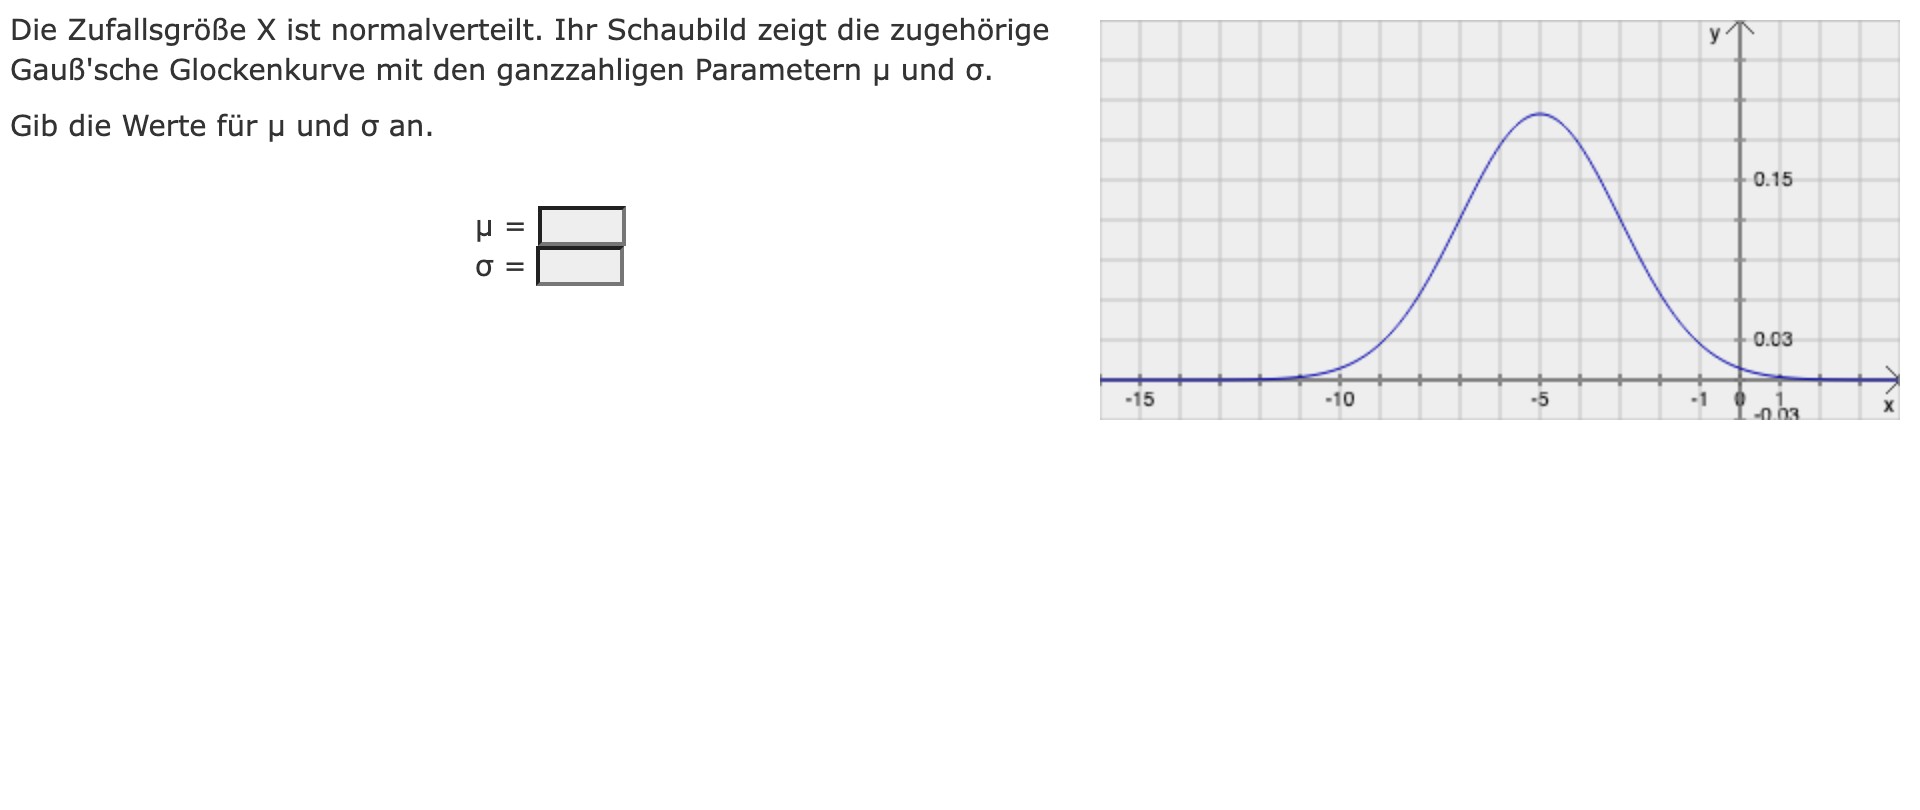 Die Zufallsgröße X ist normalverteilt. Ihr Schaubild zeigt die zugehörige
Gauß'sche Glockenkurve mit den ganzzahligen Parametern μ und σ.
Gib die Werte für μ und σ an.
μ =
σ =
y
0.15
0.03
-15 -10 -5 -1 0 1 x
-0.03